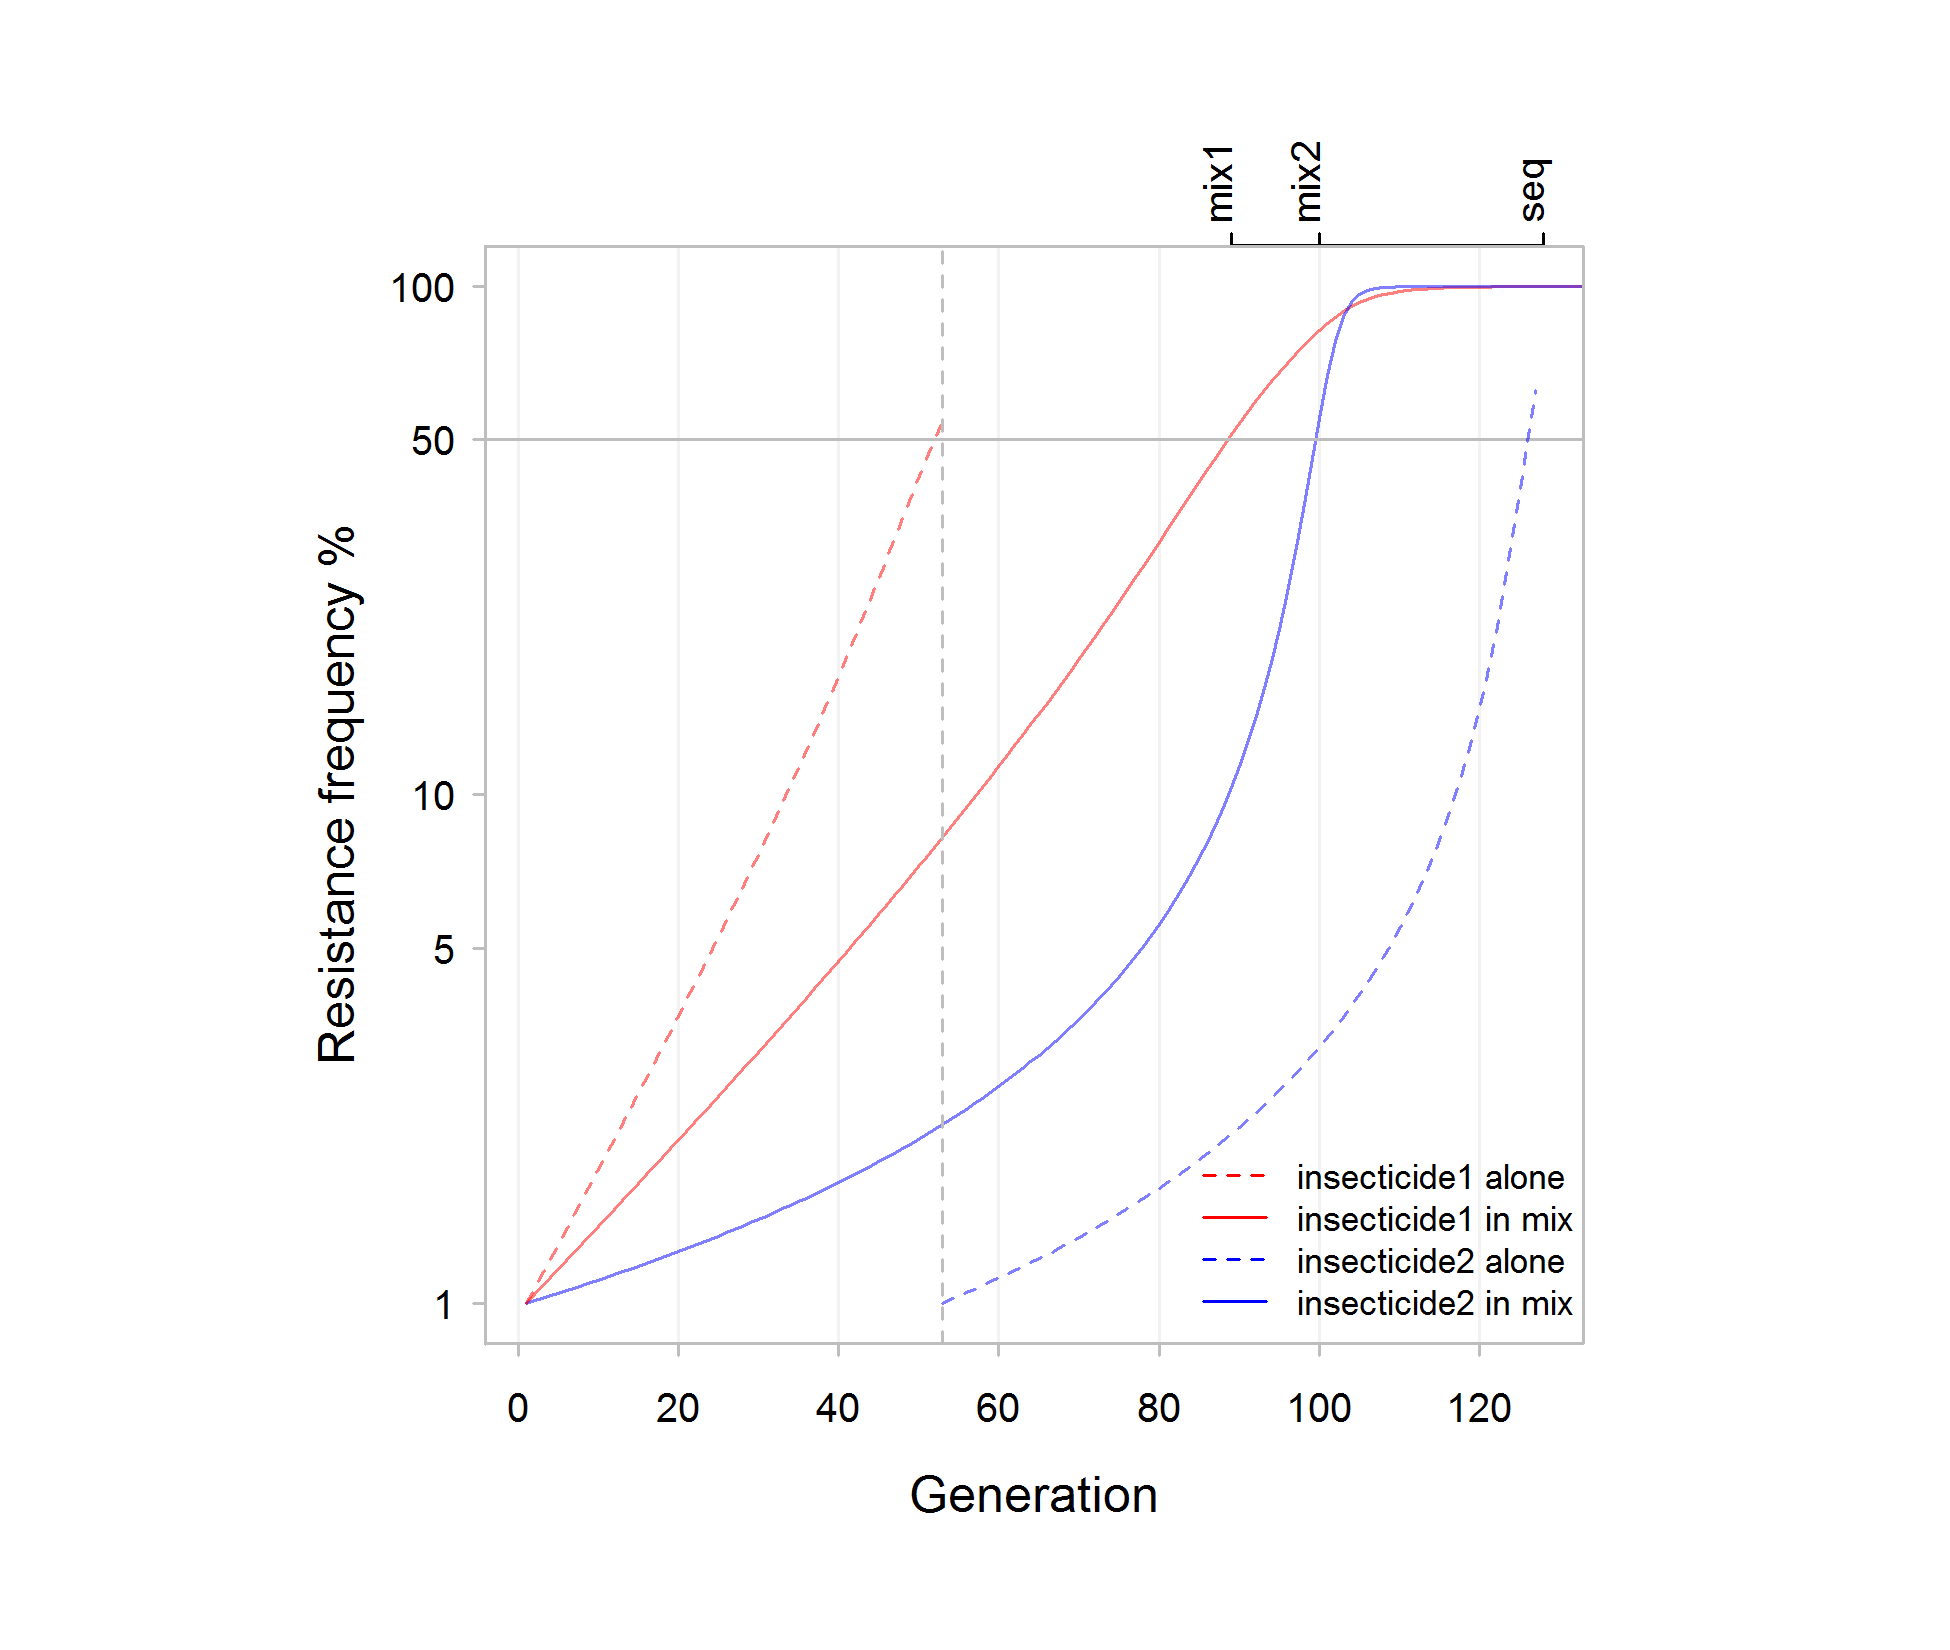 mix1
mix2
seq
100
50
10
5
1
Resistance frequency %
insecticide1 alone
insecticide1 in mix
insecticide2 alone
insecticide2 in mix
0
20
40
60
80
100
120
Generation